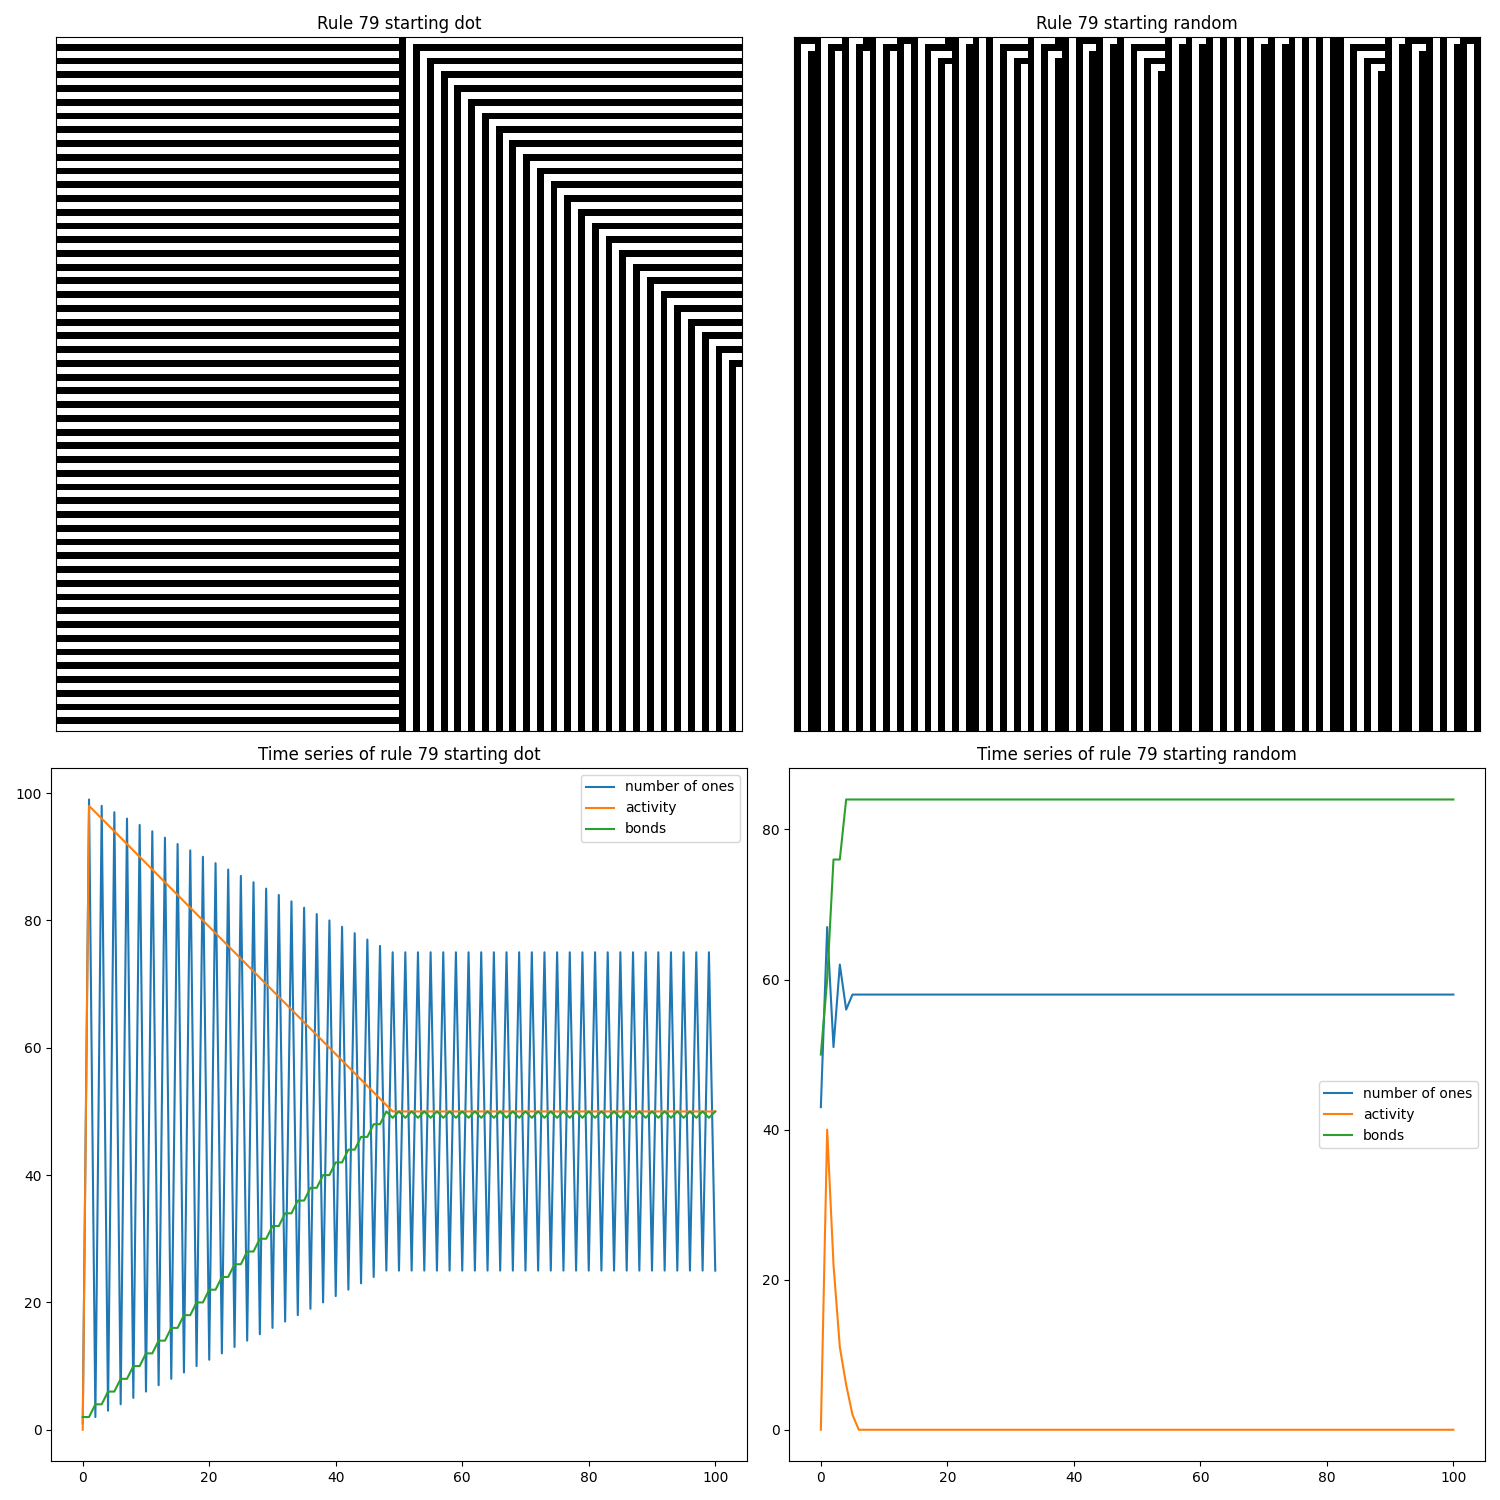 Rule 79 starting dot
Rule 79 starting random
Time series of rule 79 starting dot
100
80
60
40
20
0
number of ones
activity
bonds
0 20 40 60 80 100
Time series of rule 79 starting random
80
60
40
20
0
number of ones
activity
bonds
0 20 40 60 80 100